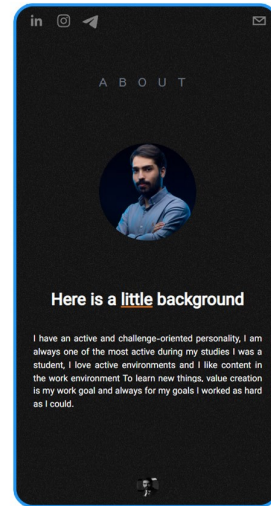 in
ABOUT
Here is a little background
I have an active and challenge-oriented personality, I am
always one of the most active during my studies I was a
student, I love active environments and I like content in
the work environment To learn new things, value creation
is my work goal and always for my goals I worked as hard
as I could.